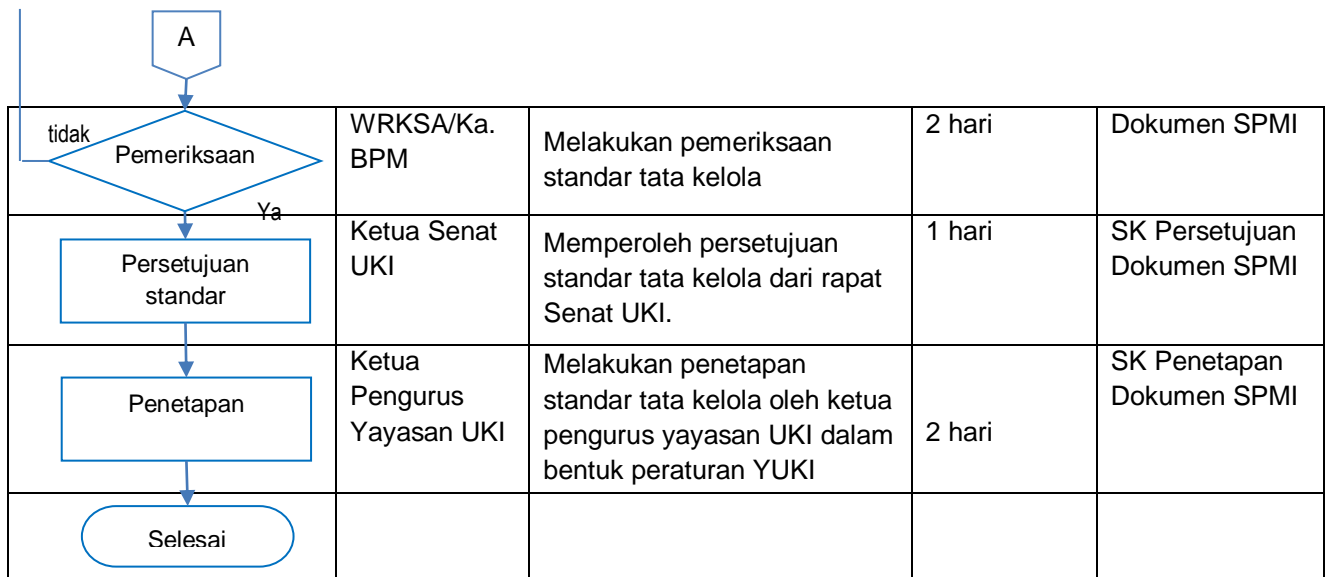 A
tidak
Pemeriksaan
Ya
WRKSA/Ka.
BPM
Melakukan pemeriksaan
standar tata kelola
2 hari
Dokumen SPMI
Persetujuan
standar
Ketua Senat
UKI
Memperoleh persetujuan
standar tata kelola dari rapat
Senat UKI.
1 hari
SK Persetujuan
Dokumen SPMI
Penetapan
Ketua
Pengurus
Yayasan UKI
Melakukan penetapan
standar tata kelola oleh ketua
pengurus yayasan UKI dalam
bentuk peraturan YUKI
2 hari
SK Penetapan
Dokumen SPMI
Selesai